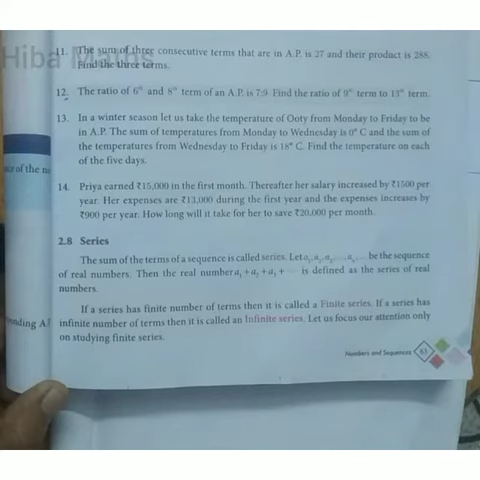 Hiba Maths
11. The sum of three consecutive terms that are in A.P. is 27 and their product is 288.
Find the three terms.
12. The ratio of 6th and 8th term of an A.P. is 7:9. Find the ratio of 9th term to 13th term.
13. In a winter season let us take the temperature of Ooty from Monday to Friday to be
in A.P. The sum of temperatures from Monday to Wednesday is 0° C and the sum of
the temperatures from Wednesday to Friday is 18° C. Find the temperature on each
of the five days.
14. Priya earned ₹15,000 in the first month. Thereafter her salary increased by ₹1500 per
year. Her expenses are ₹13,000 during the first year and the expenses increases by
₹900 per year. How long will it take for her to save ₹20,000 per month.
2.8 Series
The sum of the terms of a sequence is called series. Let a₁, a₂, a₃, ..., aₙ, ... be the sequence
of real numbers. Then the real number a₁ + a₂ + a₃ + ⋯ is defined as the series of real
numbers.
If a series has finite number of terms then it is called a Finite series. If a series has
infinite number of terms then it is called an Infinite series. Let us focus our attention only
on studying finite series.
Numbers and Sequences 63
of the